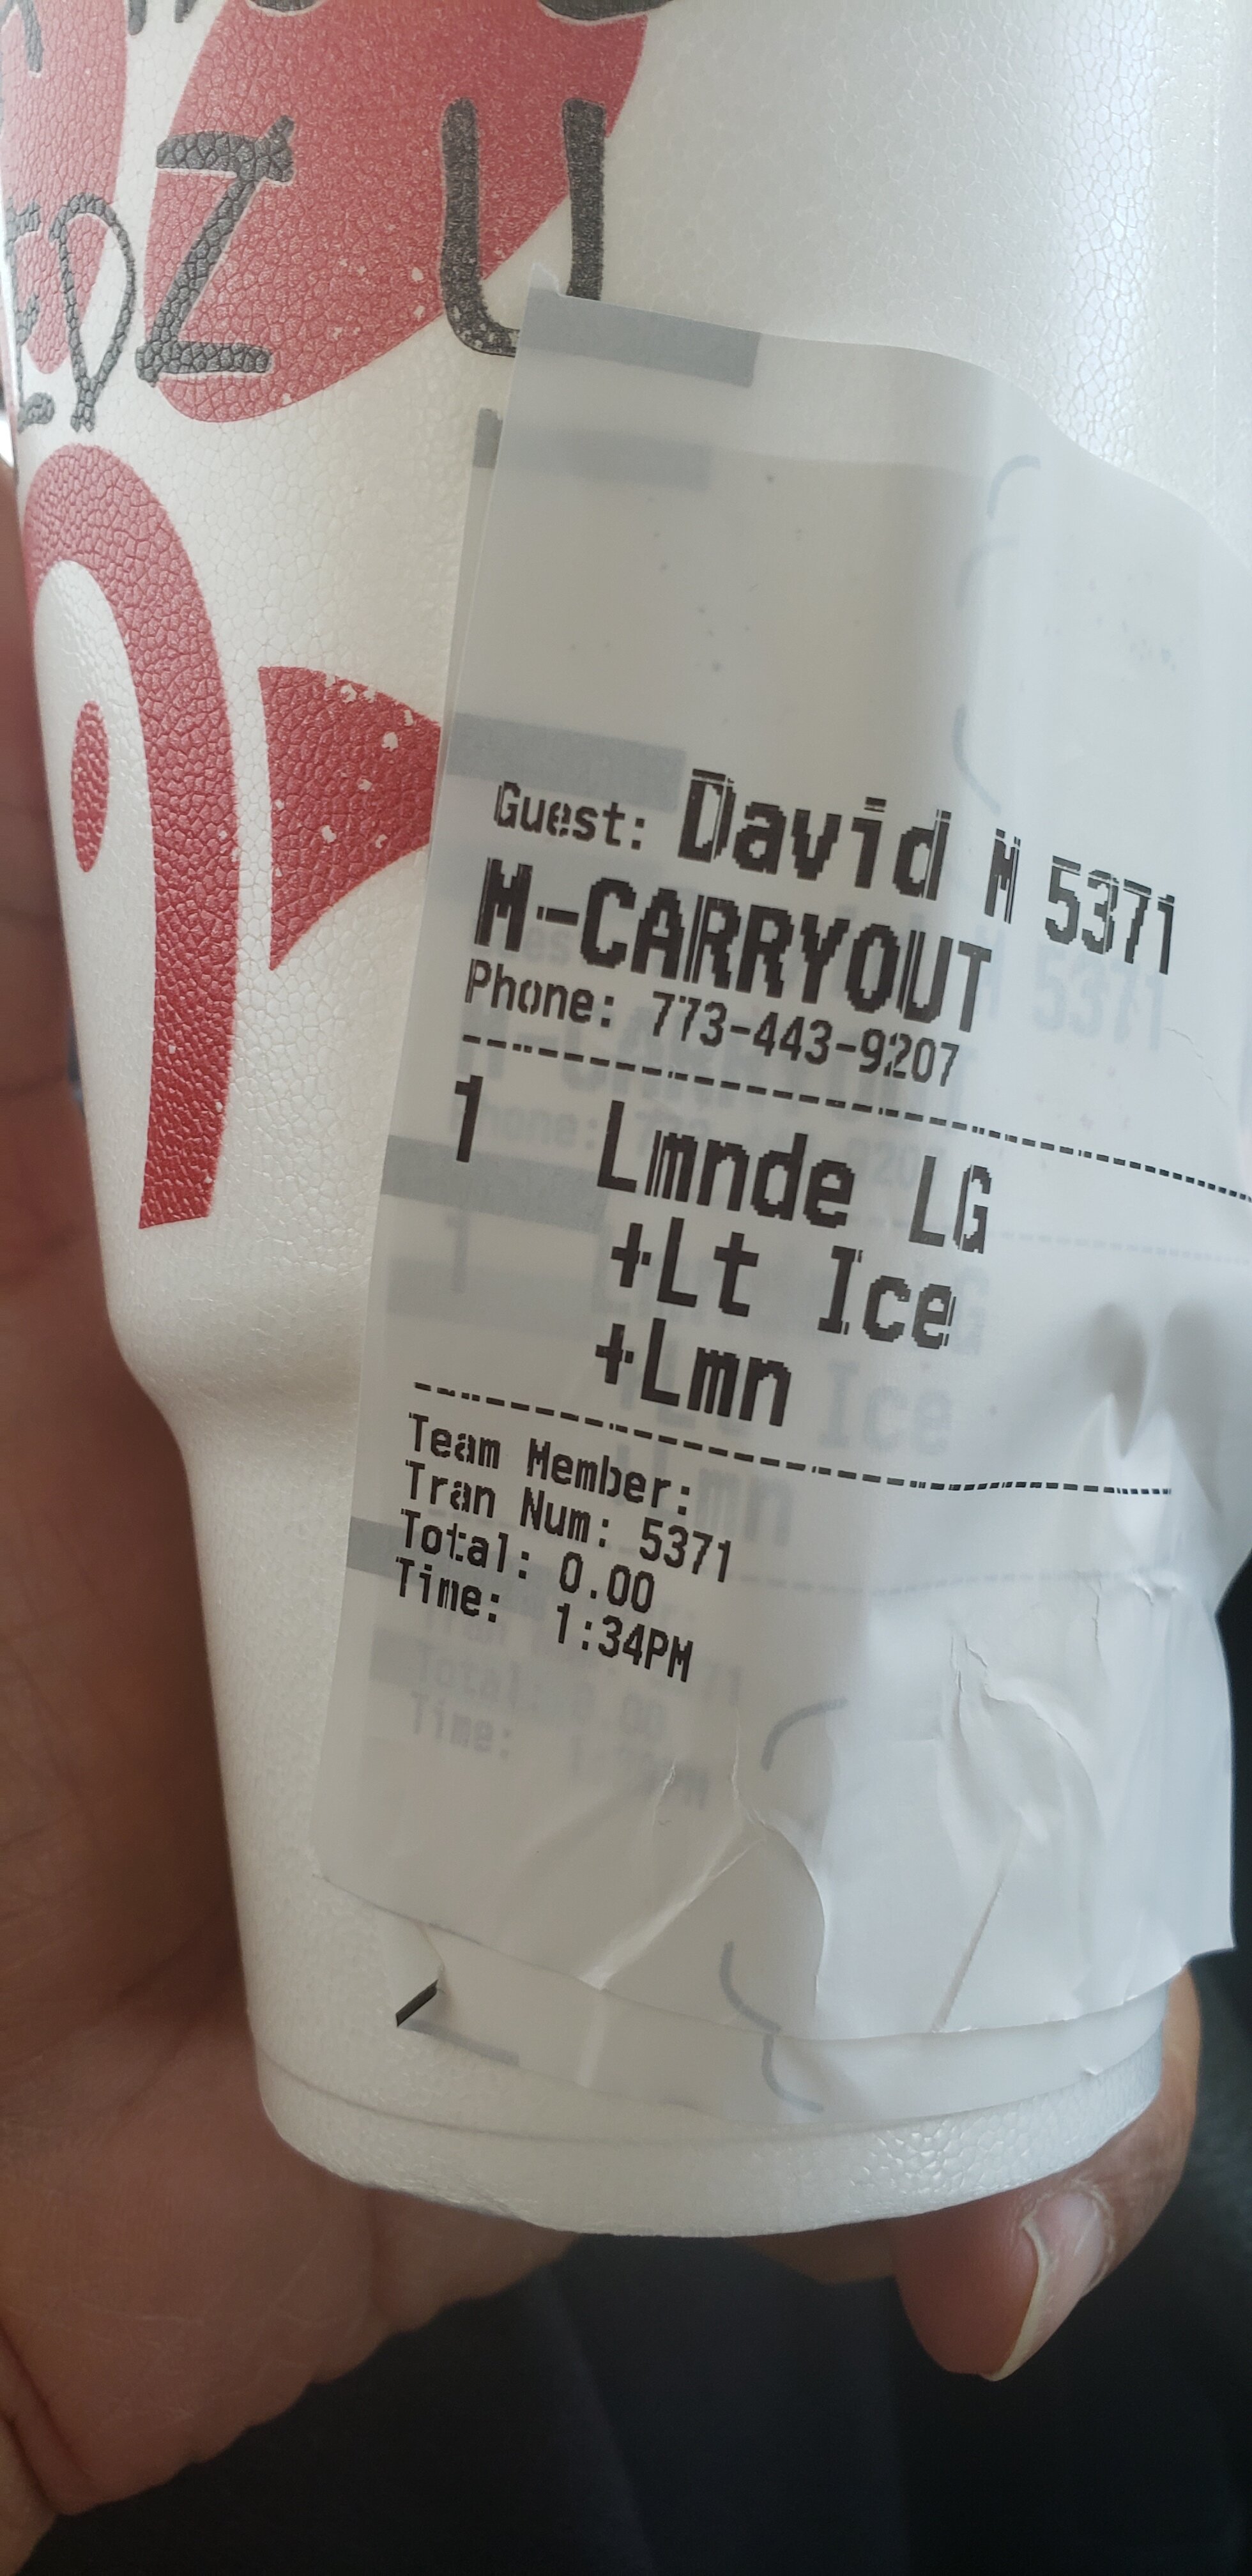 EDZ U
Guest: David M 5371
M-CARRYOUT
Phone: 773-443-9207
1 Lmnde LG
+Lt Ice
+Lmn
Team Member:
Tran Num: 5371
Total: 0.00
Time: 1:34PM